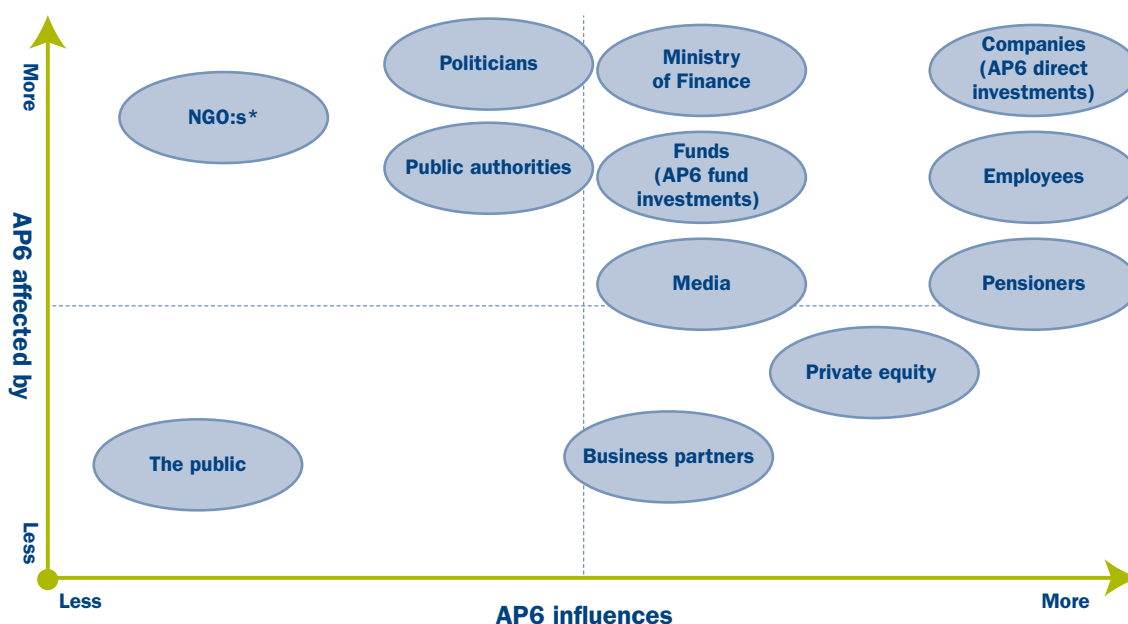 More
AP6 affected by
Less
Politicians
Ministry
of Finance
Companies
(AP6 direct
investments)
NGO:s*
Public authorities
Funds
(AP6 fund
investments)
Employees
Media
Pensioners
Private equity
The public
Business partners
Less
AP6 influences
More